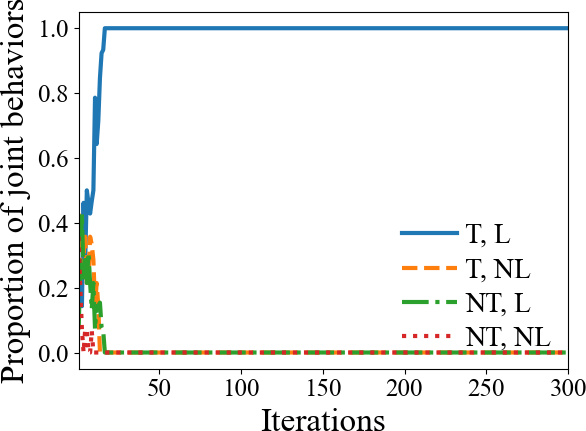 Proportion of joint behaviors
1.0
0.8
0.6
0.4
0.2
0.0
T, L
T, NL
NT, L
NT, NL
50 100 150 200 250 300
Iterations